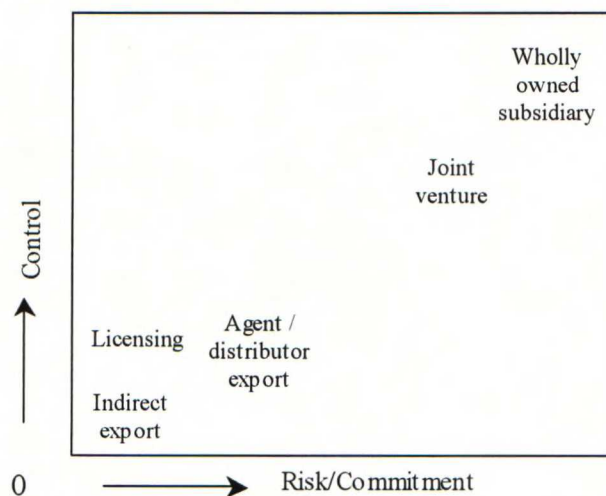 Wholly
owned
subsidiary
Joint
venture
Control
Licensing
Agent /
distributor
export
Indirect
export
0
Risk/Commitment